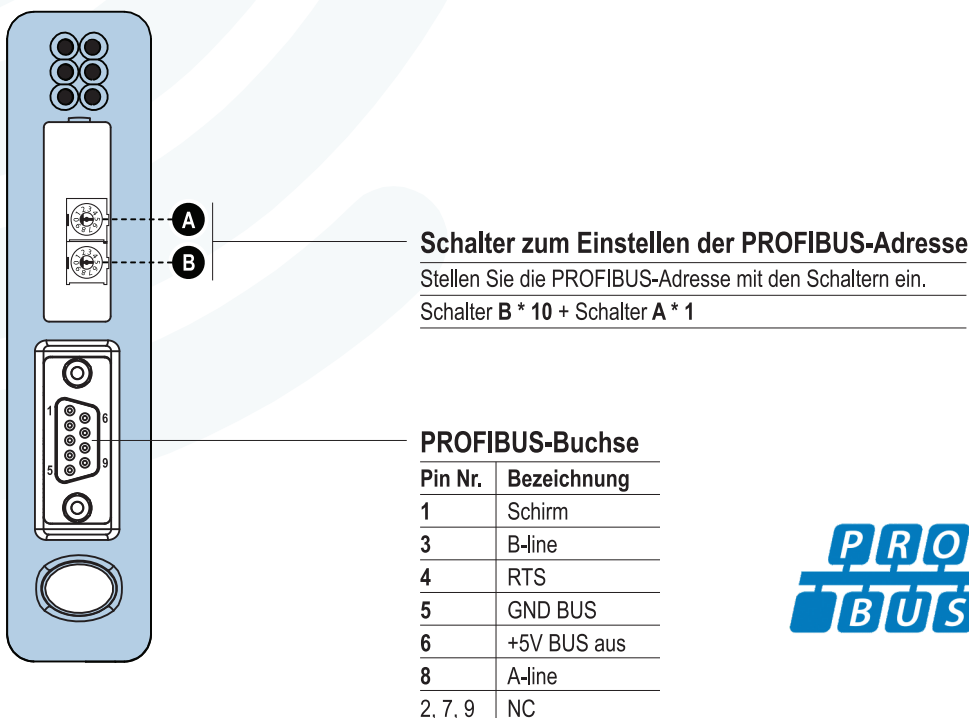 A
B
Schalter zum Einstellen der PROFIBUS-Adresse
Stellen Sie die PROFIBUS-Adresse mit den Schaltern ein.
Schalter B * 10 + Schalter A * 1
1
6
5
9
PROFIBUS-Buchse
Pin Nr. Bezeichnung
1 Schirm
3 B-line
4 RTS
5 GND BUS
6 +5V BUS aus
8 A-line
2, 7, 9 NC
PRO
BUS